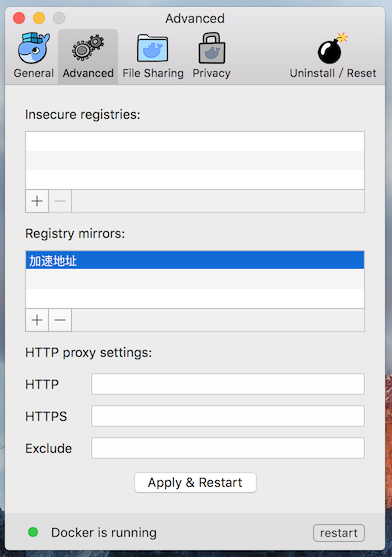 Advanced
General
Advanced
File Sharing
Privacy
Uninstall / Reset
Insecure registries:
Registry mirrors:
加速地址
HTTP proxy settings:
HTTP
HTTPS
Exclude
Apply & Restart
Docker is running
restart